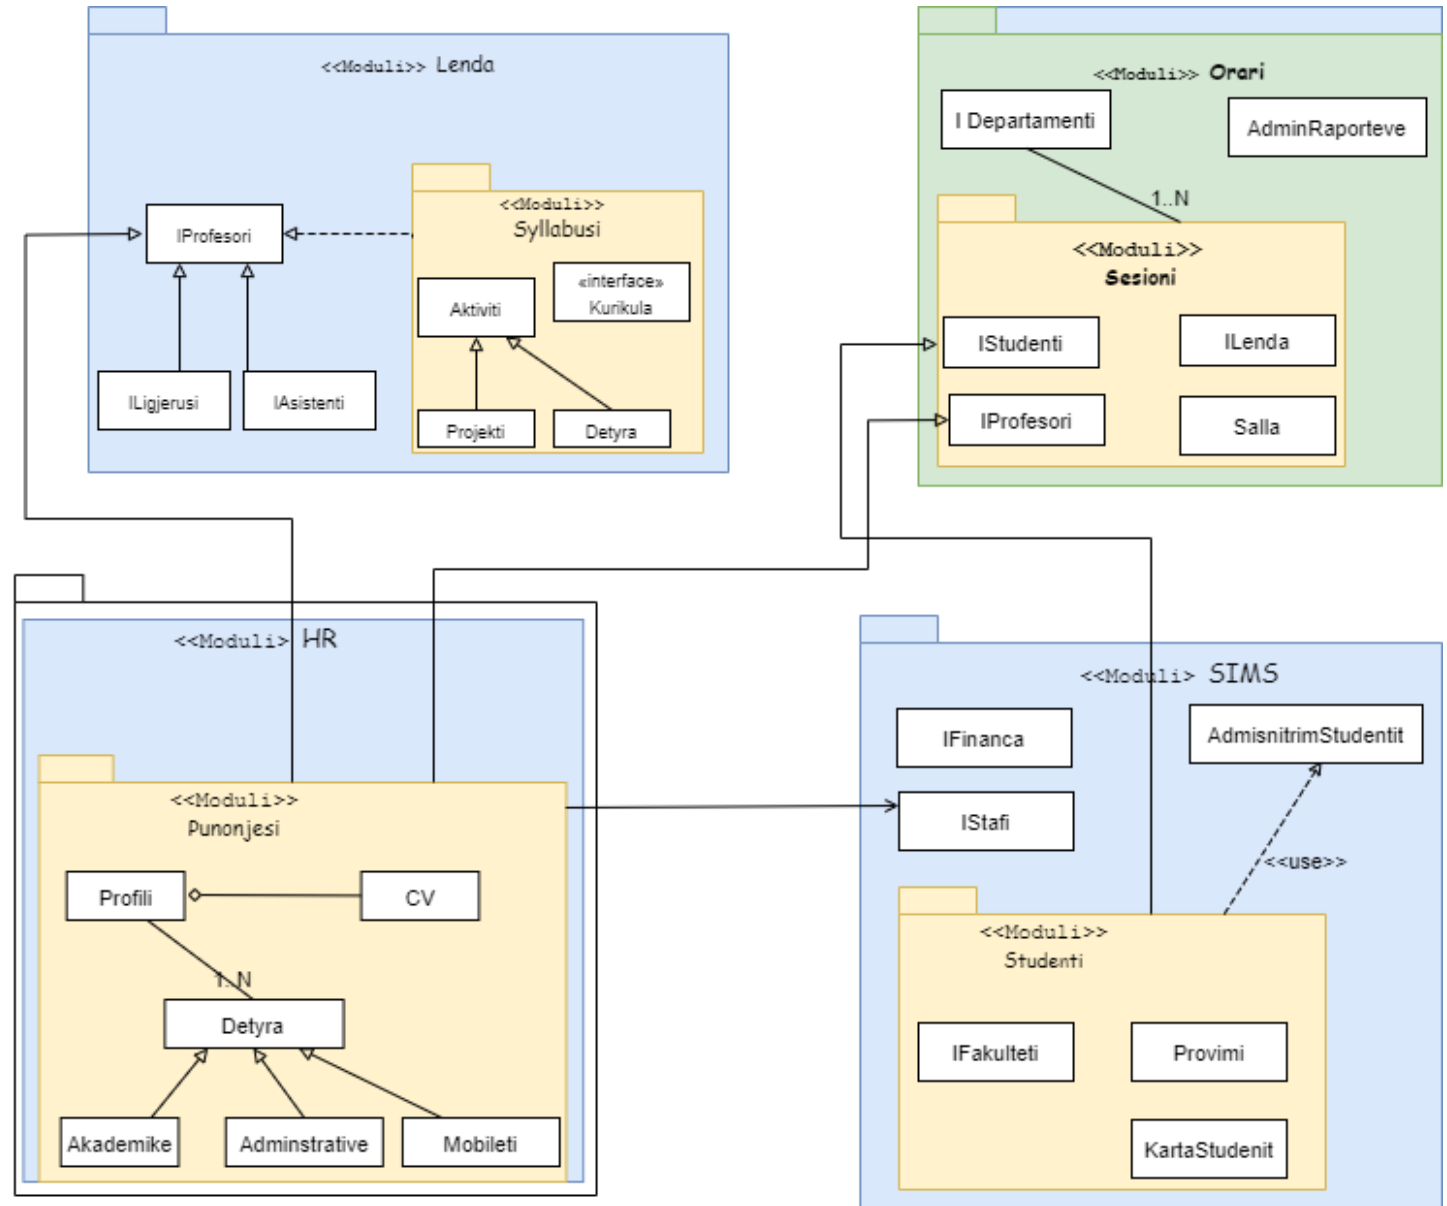 <<Moduli>> Lenda
IProfesori
<<Moduli>>
Syllabusi
Aktiviti
«interface»
Kurikula
ILigjerusi
IAsistenti
Projekti
Detyra
<<Moduli>> Orari
I Departamenti
AdminRaporteve
1..N
<<Moduli>>
Sesioni
IStudenti
ILenda
IProfesori
Salla
<<Moduli> HR
<<Moduli>>
Punonjesi
Profili
CV
1..N
Detyra
Akademike
Adminstrative
Mobileti
<<Moduli> SIMS
IFinanca
AdmisnitrimStudentit
IStafi
<<use>>
<<Moduli>>
Studenti
IFakulteti
Provimi
KartaStudenit